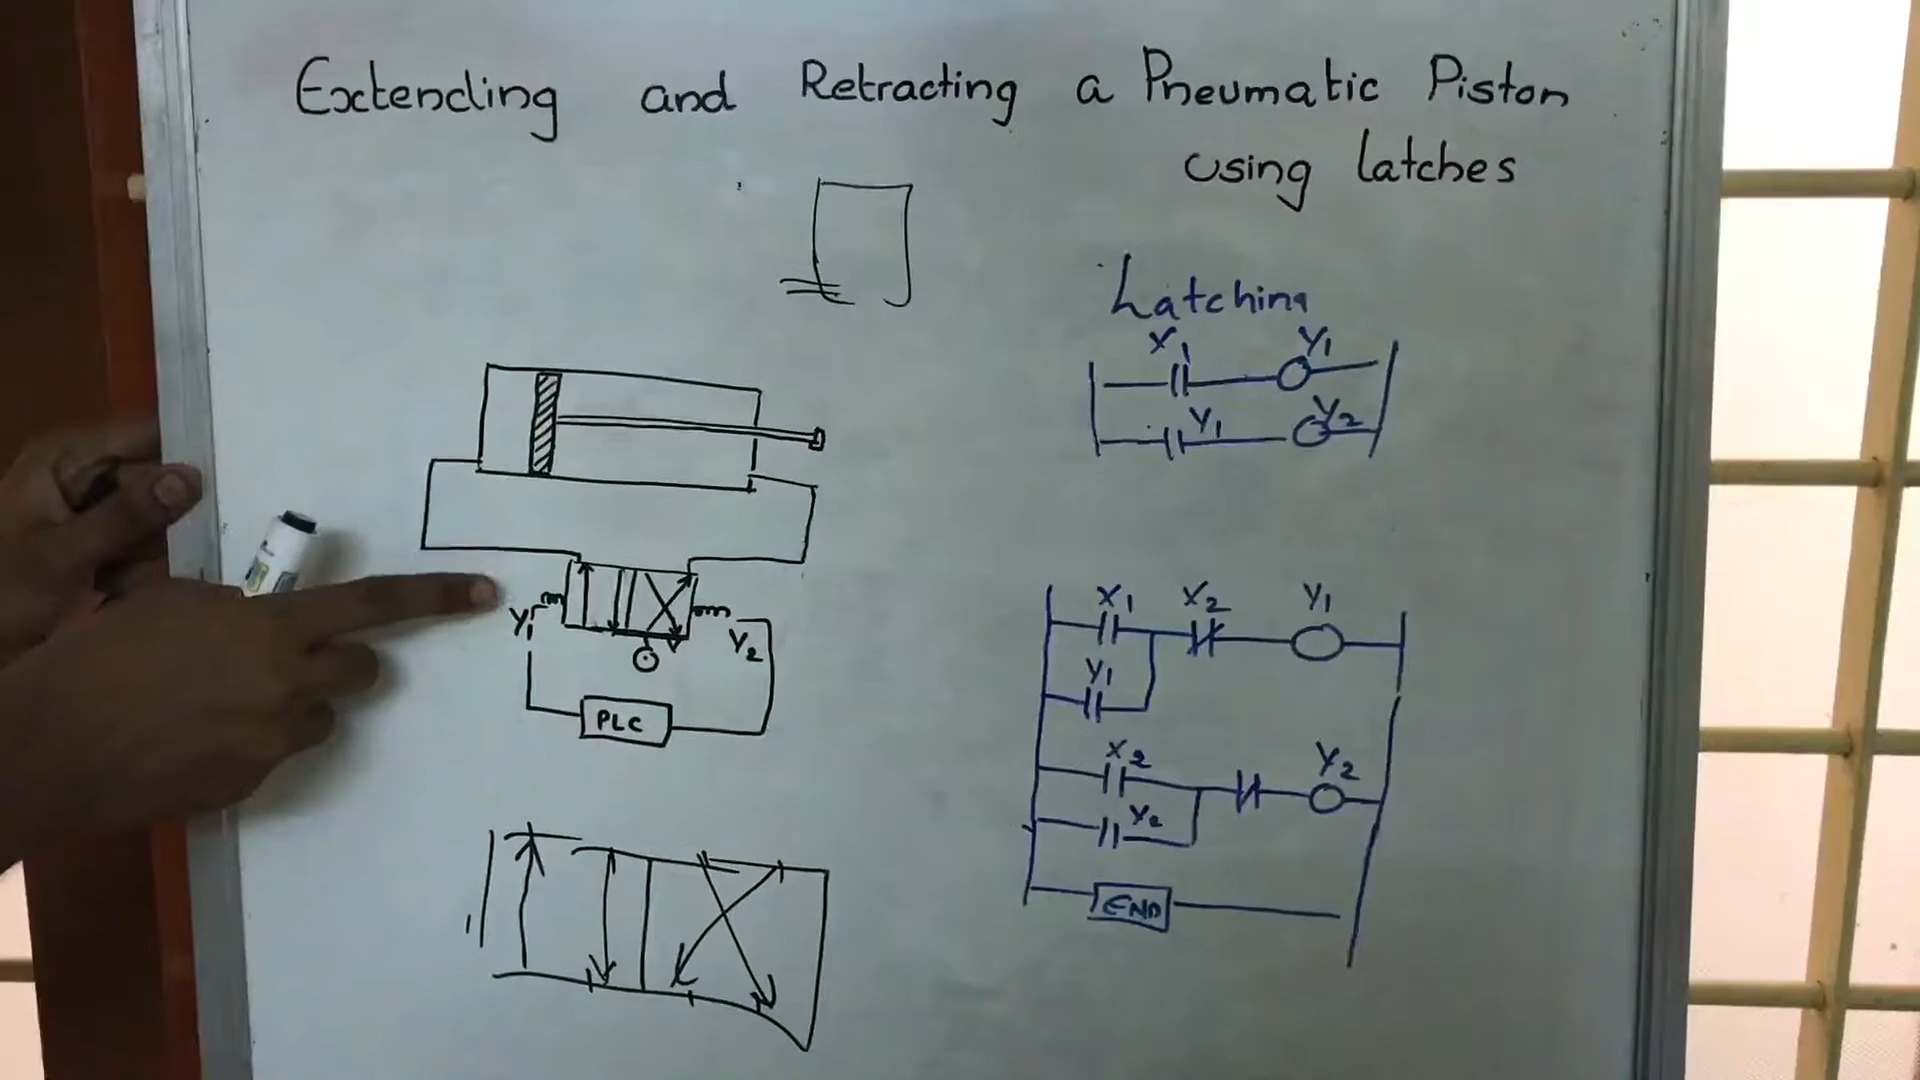 Extending and Retracting a Pneumatic Piston
using latches
Latching
X1 Y1
Y1 Y2
X1 X2 Y1
Y1
X2 Y2
Y2
END
Y1 Y2
PLC